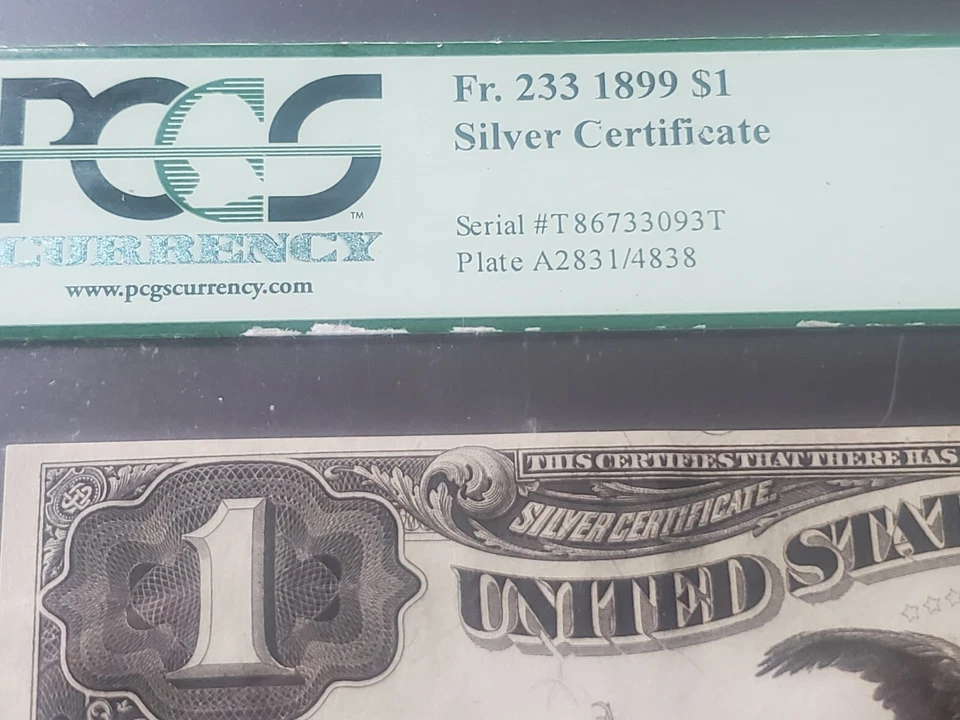 PCGS
TM
CURRENCY
www.pcgscurrency.com
Fr. 233 1899 $1
Silver Certificate
Serial #T86733093T
Plate A2831/4838
THIS CERTIFIES THAT THERE HAS
SILVER CERTIFICATE.
UNITED STAT
1